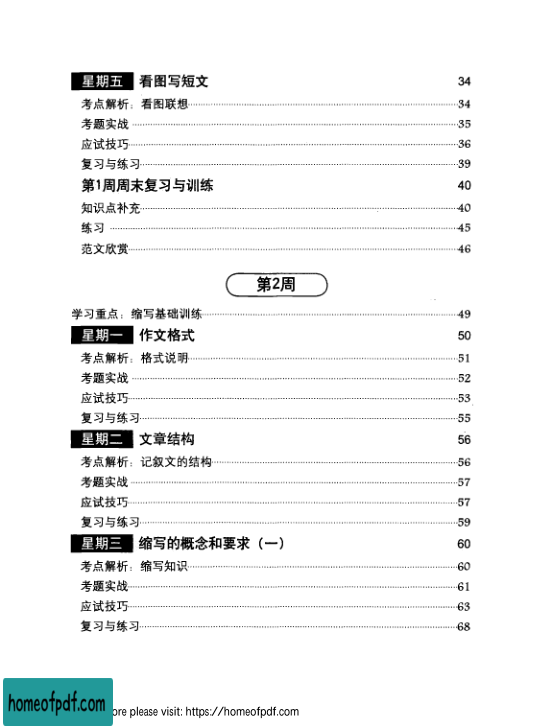 星期五 看图写短文 34
考点解析：看图联想 34
考题实战 35
应试技巧 36
复习与练习 39
第1周周末复习与训练 40
知识点补充 40
练习 45
范文欣赏 46
第2周
学习重点：缩写基础训练 49
星期一 作文格式 50
考点解析：格式说明 51
考题实战 52
应试技巧 53
复习与练习 55
星期二 文章结构 56
考点解析：记叙文的结构 56
考题实战 57
应试技巧 57
复习与练习 59
星期三 缩写的概念和要求（一） 60
考点解析：缩写知识 60
考题实战 61
应试技巧 63
复习与练习 68
homeofpdf.com ore please visit: https://homeofpdf.com